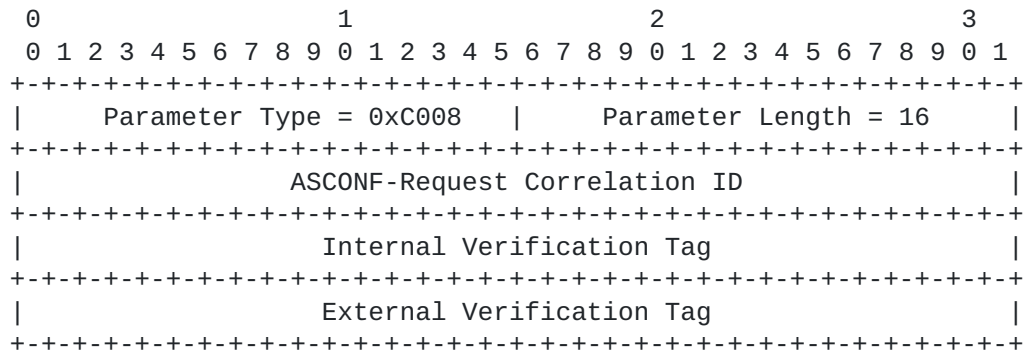 0                   1                   2                   3
 0 1 2 3 4 5 6 7 8 9 0 1 2 3 4 5 6 7 8 9 0 1 2 3 4 5 6 7 8 9 0 1
+-+-+-+-+-+-+-+-+-+-+-+-+-+-+-+-+-+-+-+-+-+-+-+-+-+-+-+-+-+-+-+-+
|     Parameter Type = 0xC008   |     Parameter Length = 16     |
+-+-+-+-+-+-+-+-+-+-+-+-+-+-+-+-+-+-+-+-+-+-+-+-+-+-+-+-+-+-+-+-+
|                 ASCONF-Request Correlation ID                 |
+-+-+-+-+-+-+-+-+-+-+-+-+-+-+-+-+-+-+-+-+-+-+-+-+-+-+-+-+-+-+-+-+
|                   Internal Verification Tag                   |
+-+-+-+-+-+-+-+-+-+-+-+-+-+-+-+-+-+-+-+-+-+-+-+-+-+-+-+-+-+-+-+-+
|                   External Verification Tag                   |
+-+-+-+-+-+-+-+-+-+-+-+-+-+-+-+-+-+-+-+-+-+-+-+-+-+-+-+-+-+-+-+-+